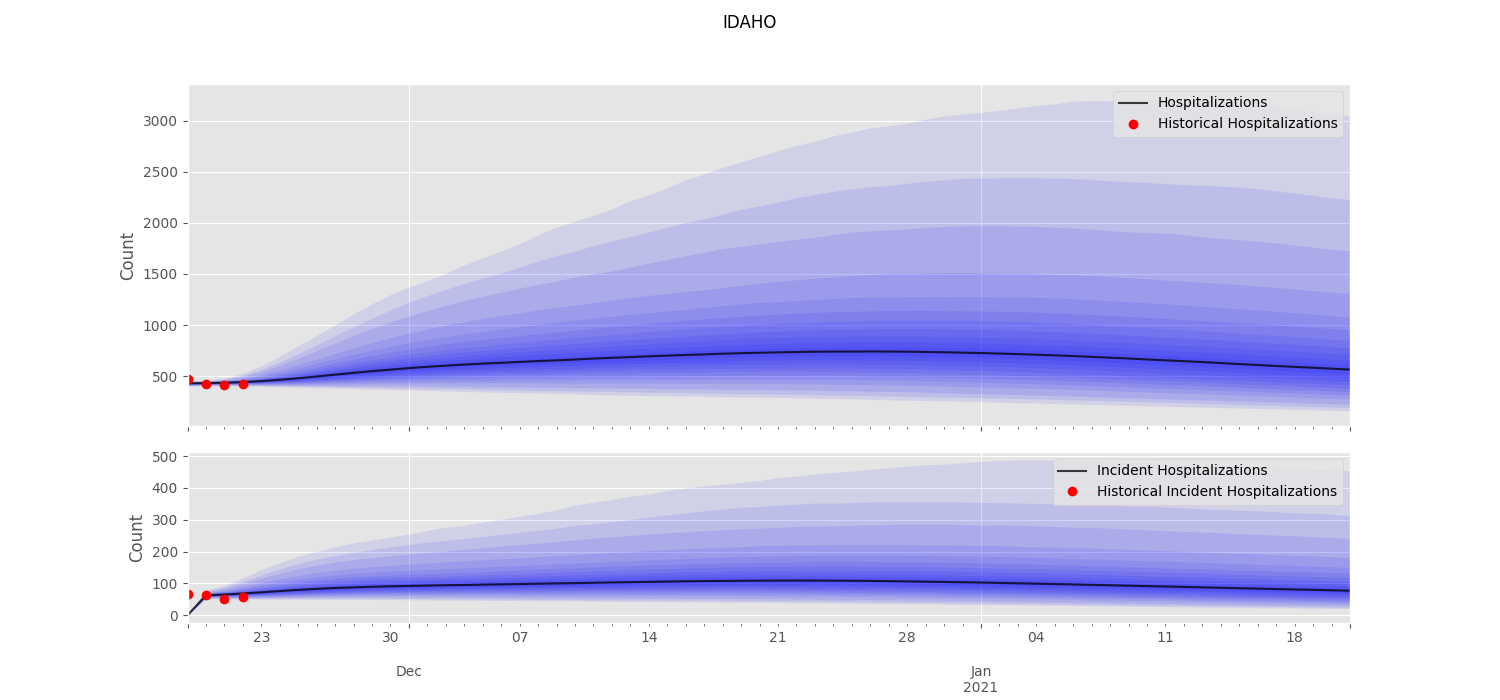 IDAHO
Hospitalizations
Historical Hospitalizations
3000
2500
2000
1500
1000
500
Count
Incident Hospitalizations
Historical Incident Hospitalizations
500
400
300
200
100
0
Count
23 30 07 14 21 28 04 11 18
Dec Jan
2021